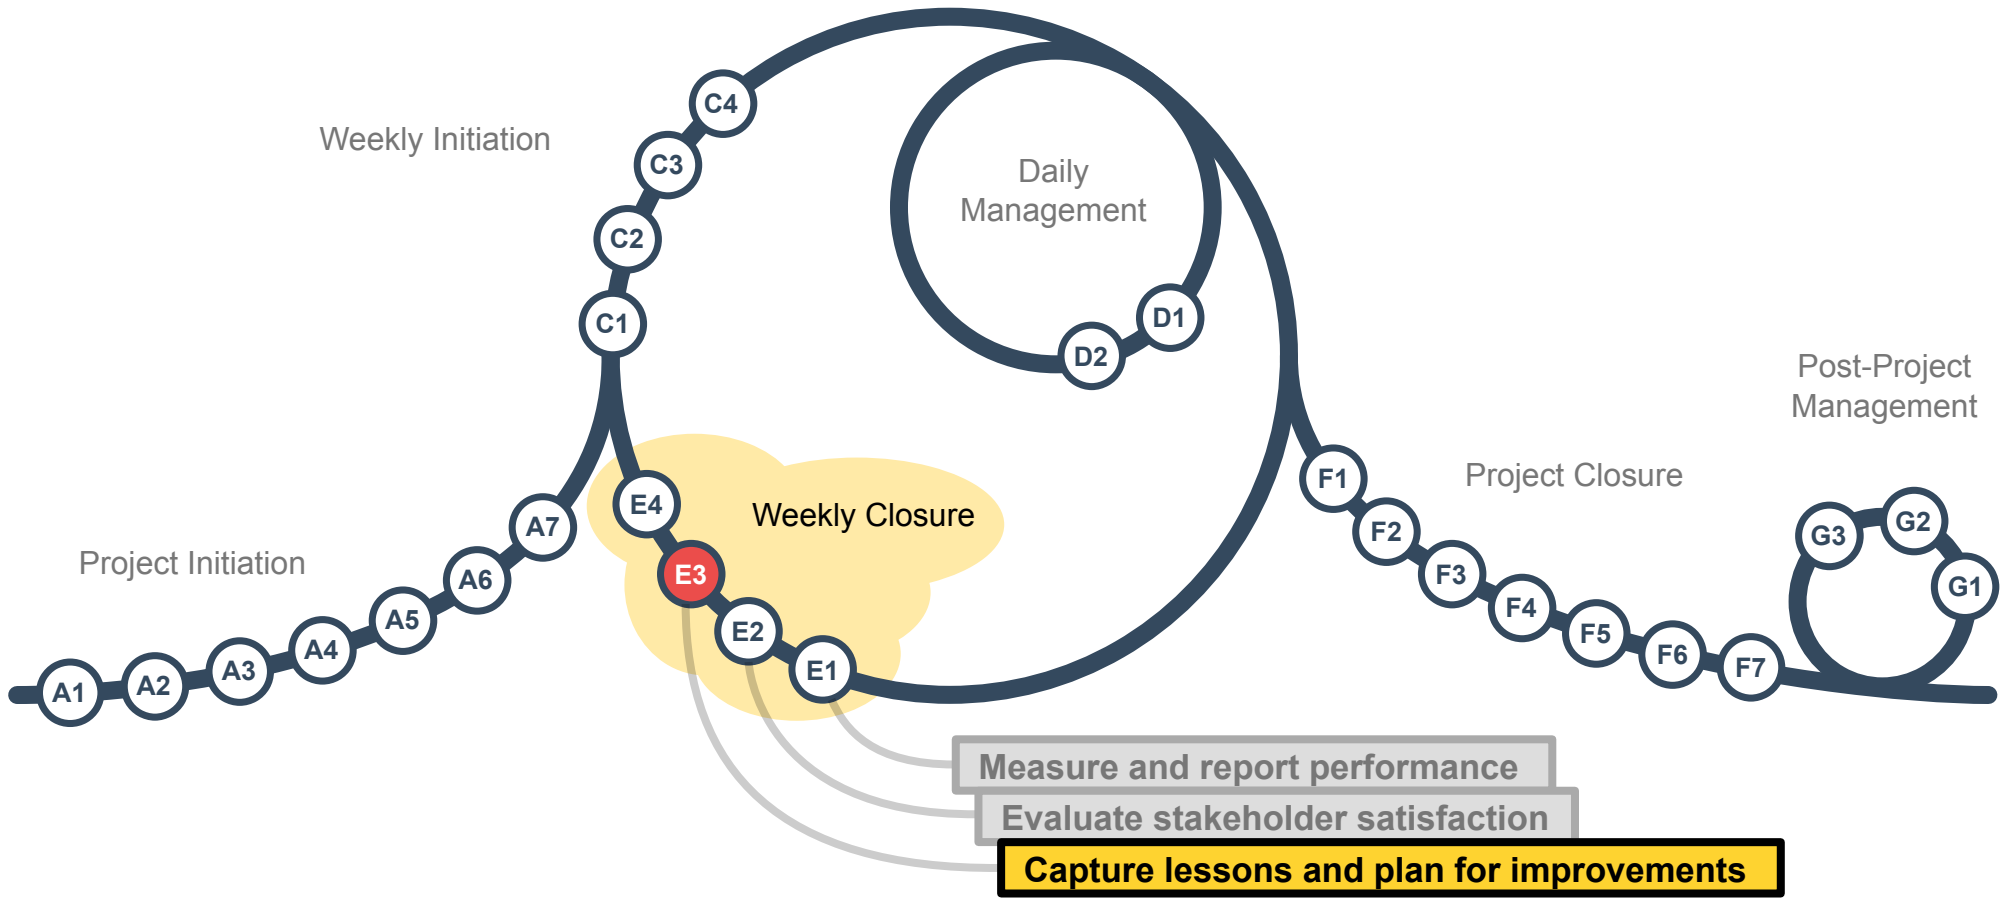 C4
Weekly Initiation
C3
Daily
Management
C2
C1
D1
D2
Post-Project
Management
F1
Project Closure
E4
Weekly Closure
A7
F2
G3
G2
Project Initiation
A6
E3
F3
G1
A5
F4
E2
F5
A4
F6
A3
E1
F7
A2
A1
Measure and report performance
Evaluate stakeholder satisfaction
Capture lessons and plan for improvements